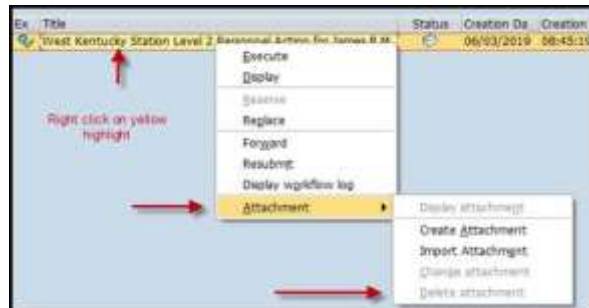 Ex Title Status Creation Da Creation
West Kentucky Station Level 2 Personnel Action for James R M 06/03/2019 08:45:19
Right click on yellow
highlight
Execute
Display
Reserve
Replace
Forward
Resubmit
Display workflow log
Attachment
Display attachment
Create Attachment
Import Attachment
Change attachment
Delete attachment